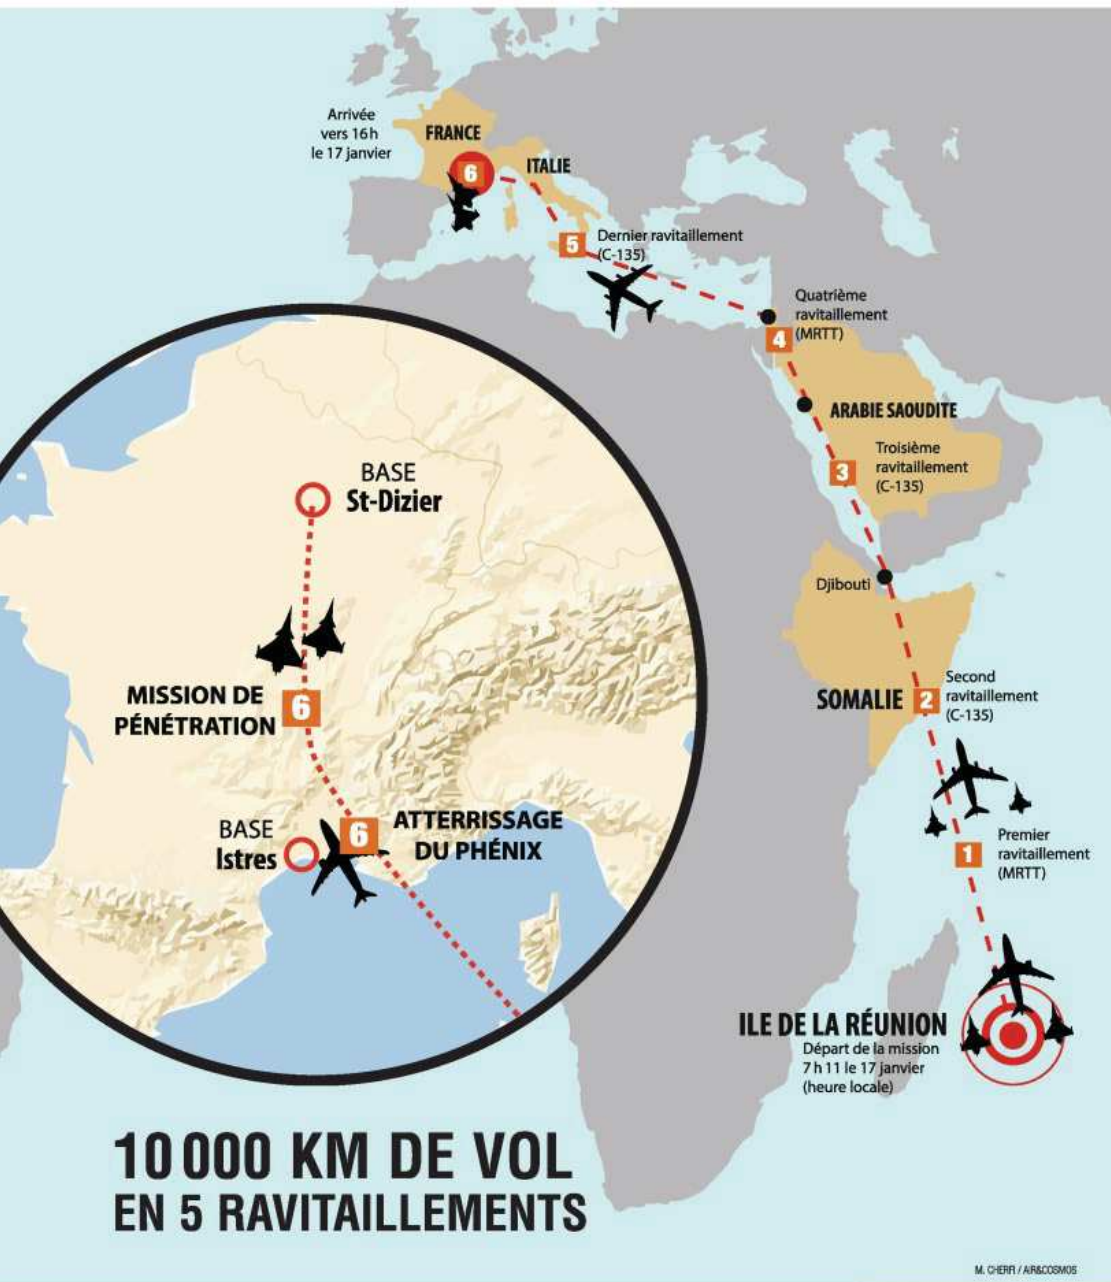 Arrivée
vers 16h
le 17 janvier
FRANCE
6
ITALIE
5
Dernier ravitaillement
(C-135)
Quatrième
ravitaillement
(MRTT)
4
ARABIE SAOUDITE
Troisième
ravitaillement
(C-135)
3
Djibouti
SOMALIE
2
Second
ravitaillement
(C-135)
1
Premier
ravitaillement
(MRTT)
ILE DE LA RÉUNION
Départ de la mission
7 h 11 le 17 janvier
(heure locale)
BASE
St-Dizier
MISSION DE
PÉNÉTRATION
6
BASE
Istres
6
ATTERRISSAGE
DU PHÉNIX
10 000 KM DE VOL
EN 5 RAVITAILLEMENTS
M. CHERFI / AIR&COSMOS